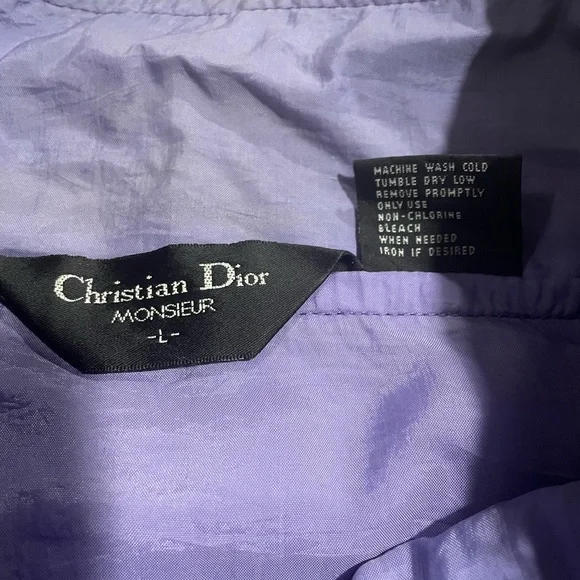 Christian Dior
MONSIEUR
-L-
MACHINE WASH COLD
TUMBLE DRY LOW
REMOVE PROMPTLY
ONLY USE
NON-CHLORINE
BLEACH
WHEN NEEDED
IRON IF DESIRED